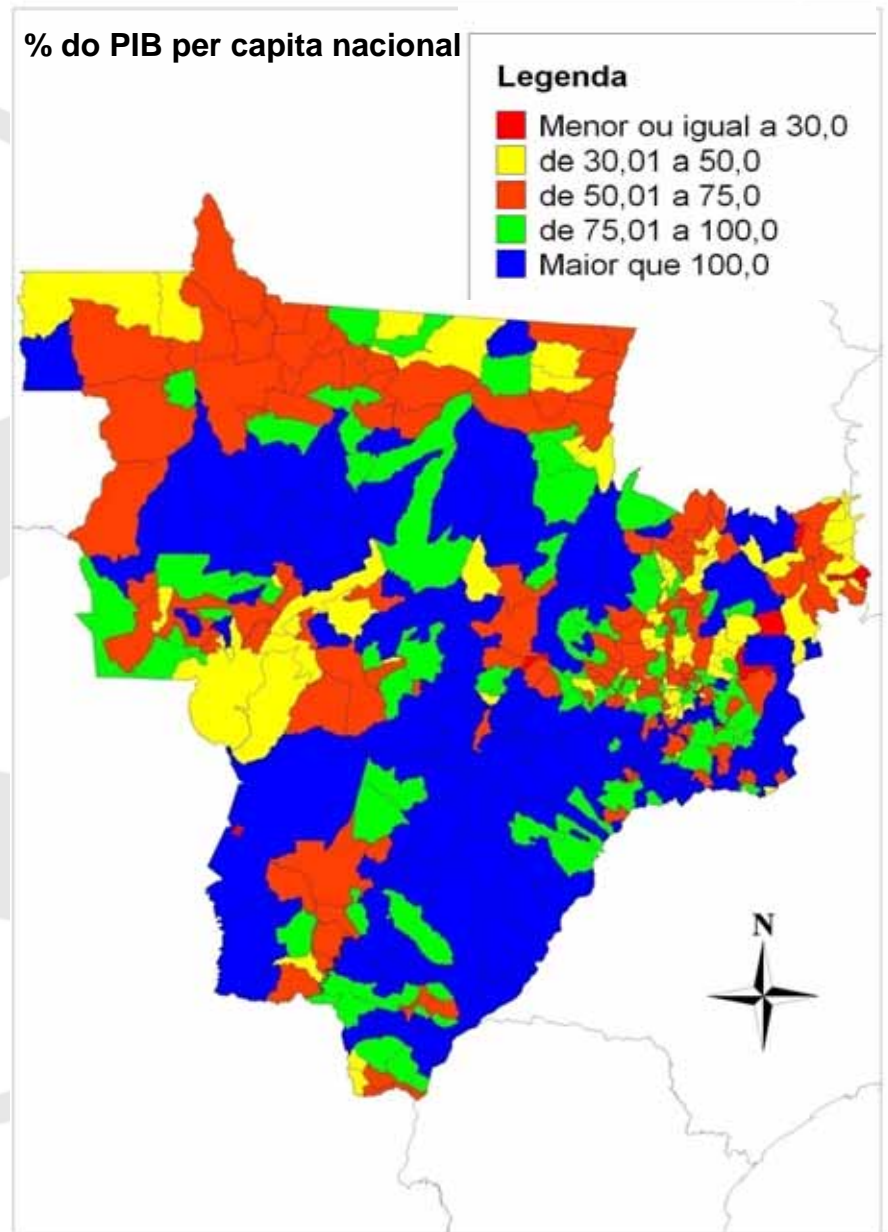 % do PIB per capita nacional
Legenda
Menor ou igual a 30,0
de 30,01 a 50,0
de 50,01 a 75,0
de 75,01 a 100,0
Maior que 100,0
N